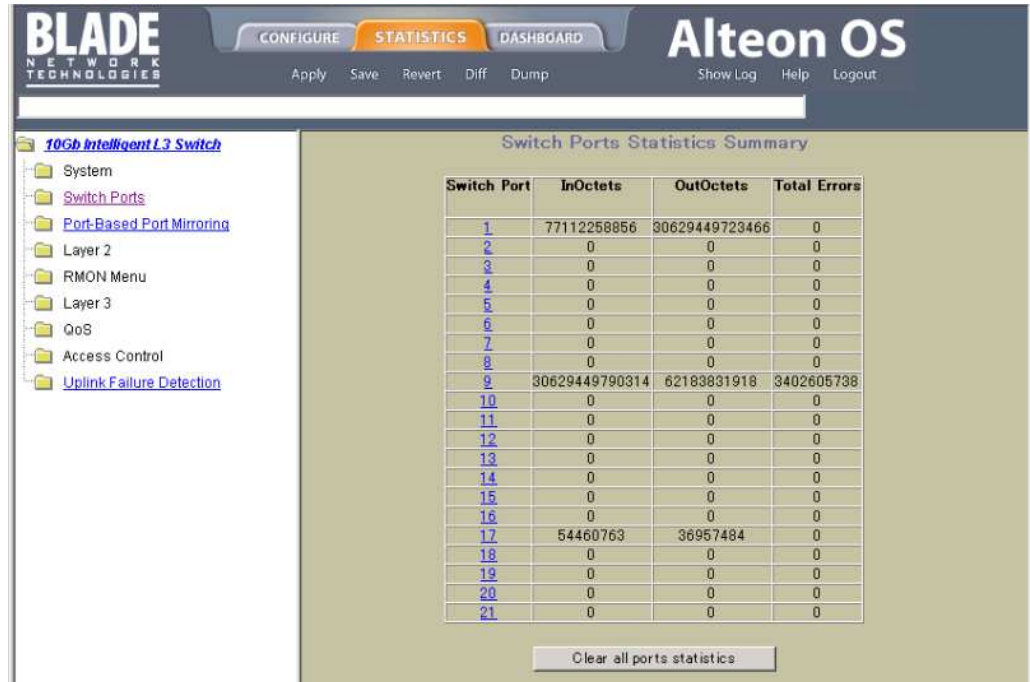 BLADE
NETWORK
TECHNOLOGIES
CONFIGURE STATISTICS DASHBOARD
Alteon OS
Apply Save Revert Diff Dump
Show Log Help Logout
10Gb Intelligent L3 Switch
System
Switch Ports
Port-Based Port Mirroring
Layer 2
RMON Menu
Layer 3
QoS
Access Control
Uplink Failure Detection
Switch Ports Statistics Summary
Switch Port InOctets OutOctets Total Errors
1 77112258856 30629449723466 0
2 0 0 0
3 0 0 0
4 0 0 0
5 0 0 0
6 0 0 0
7 0 0 0
8 0 0 0
9 30629449790314 62183831918 3402605738
10 0 0 0
11 0 0 0
12 0 0 0
13 0 0 0
14 0 0 0
15 0 0 0
16 0 0 0
17 54460763 36957484 0
18 0 0 0
19 0 0 0
20 0 0 0
21 0 0 0
Clear all ports statistics